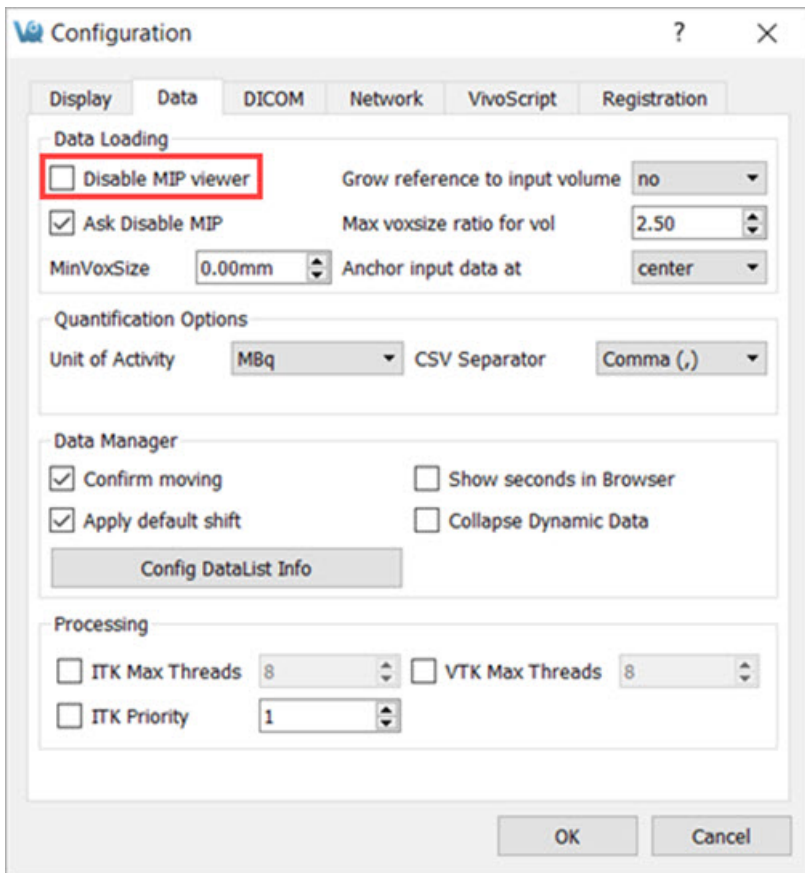 Configuration ?
Display Data DICOM Network VivoScript Registration
Data Loading
Disable MIP viewer Grow reference to input volume no
Ask Disable MIP Max voxsize ratio for vol 2.50
MinVoxSize 0.00mm Anchor input data at center
Quantification Options
Unit of Activity MBq CSV Separator Comma (,)
Data Manager
Confirm moving Show seconds in Browser
Apply default shift Collapse Dynamic Data
Config DataList Info
Processing
ITK Max Threads 8 VTK Max Threads 8
ITK Priority 1
OK Cancel